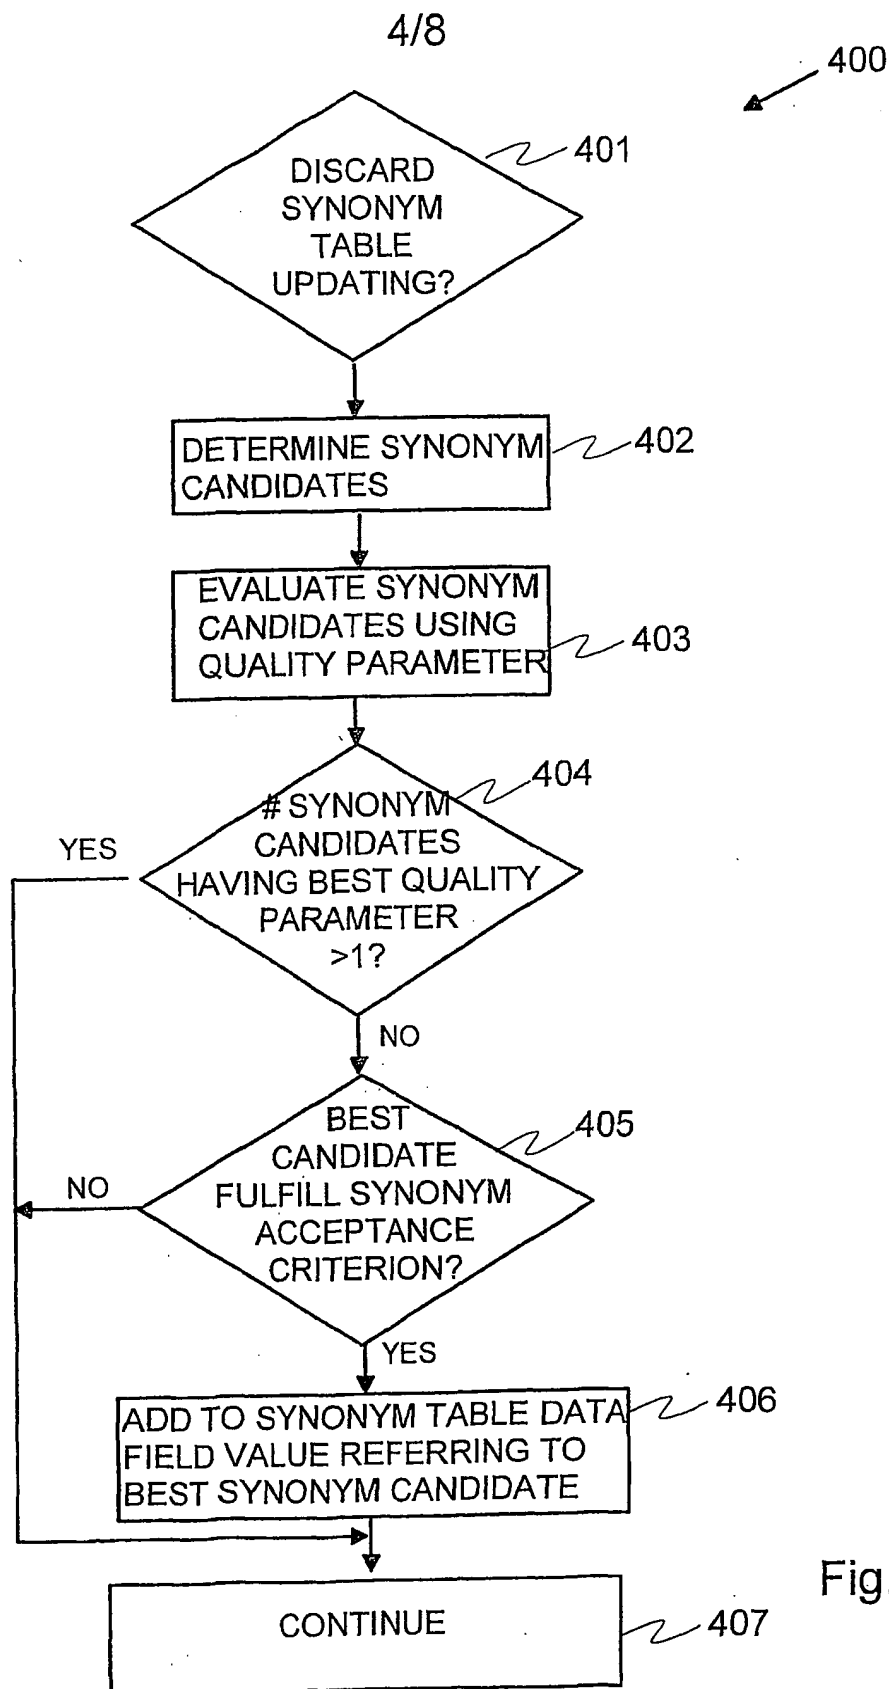 4/8
400
401
DISCARD
SYNONYM
TABLE
UPDATING?
DETERMINE SYNONYM
CANDIDATES
402
EVALUATE SYNONYM
CANDIDATES USING
QUALITY PARAMETER
403
404
# SYNONYM
CANDIDATES
HAVING BEST QUALITY
PARAMETER
>1?
YES
NO
405
BEST
CANDIDATE
FULFILL SYNONYM
ACCEPTANCE
CRITERION?
NO
YES
406
ADD TO SYNONYM TABLE DATA
FIELD VALUE REFERRING TO
BEST SYNONYM CANDIDATE
Fig.
CONTINUE
407